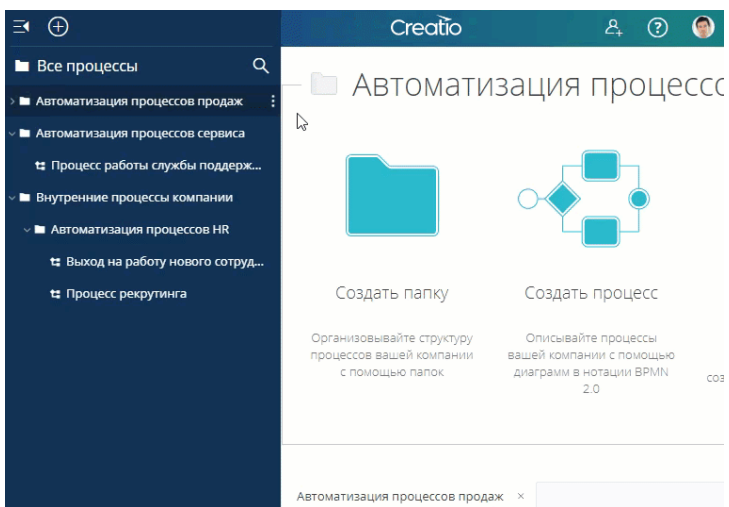 Creatio
Все процессы
Автоматизация процессов продаж
Автоматизация процессов сервиса
Процесс работы службы поддерж...
Внутренние процессы компании
Автоматизация процессов HR
Выход на работу нового сотруд...
Процесс рекрутинга
Автоматизация процессо
Создать папку
Организовывайте структуру
процессов вашей компании
с помощью папок
Создать процесс
Описывайте процессы
вашей компании с помощью
диаграмм в нотации BPMN
2.0
соз
Автоматизация процессов продаж ×